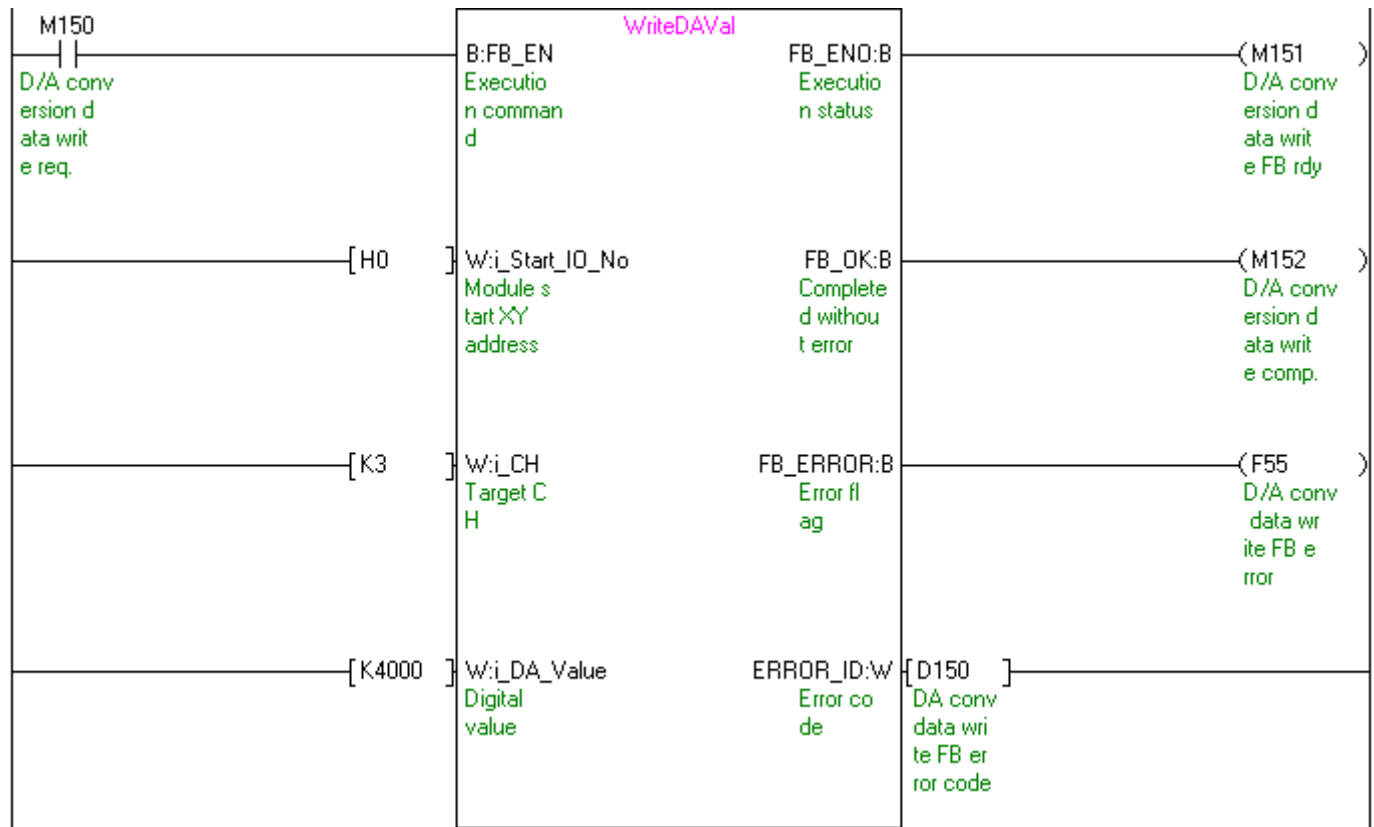 M150
WriteDAVal
B:FB_EN
FB_ENO:B
(M151 )
D/A conv
ersion d
ata writ
e req.
Executio
n comman
d
Executio
n status
D/A conv
ersion d
ata writ
e FB rdy
[H0 ]
W:i_Start_IO_No
FB_OK:B
(M152 )
Module s
tart XY
address
Complete
d withou
t error
D/A conv
ersion d
ata writ
e comp.
[K3 ]
W:i_CH
FB_ERROR:B
(F55 )
Target C
H
Error fl
ag
D/A conv
data wr
ite FB e
rror
[K4000 ]
W:i_DA_Value
ERROR_ID:W
[D150 ]
Digital
value
Error co
de
DA conv
data wri
te FB er
ror code